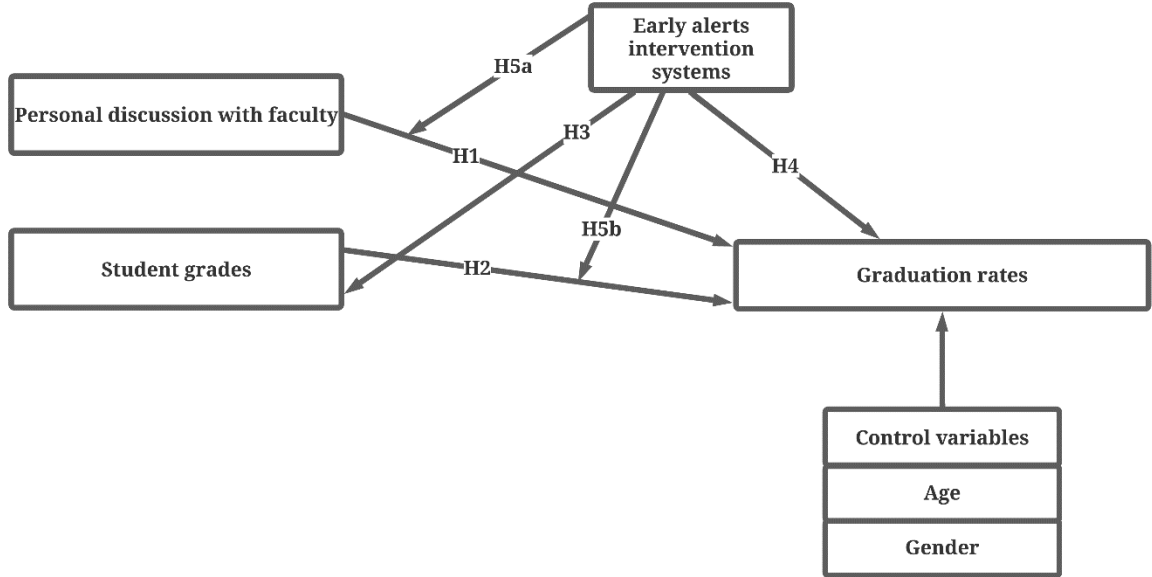 Early alerts
intervention
systems
H5a
Personal discussion with faculty
H3
H1
H4
H5b
Student grades
H2
Graduation rates
Control variables
Age
Gender